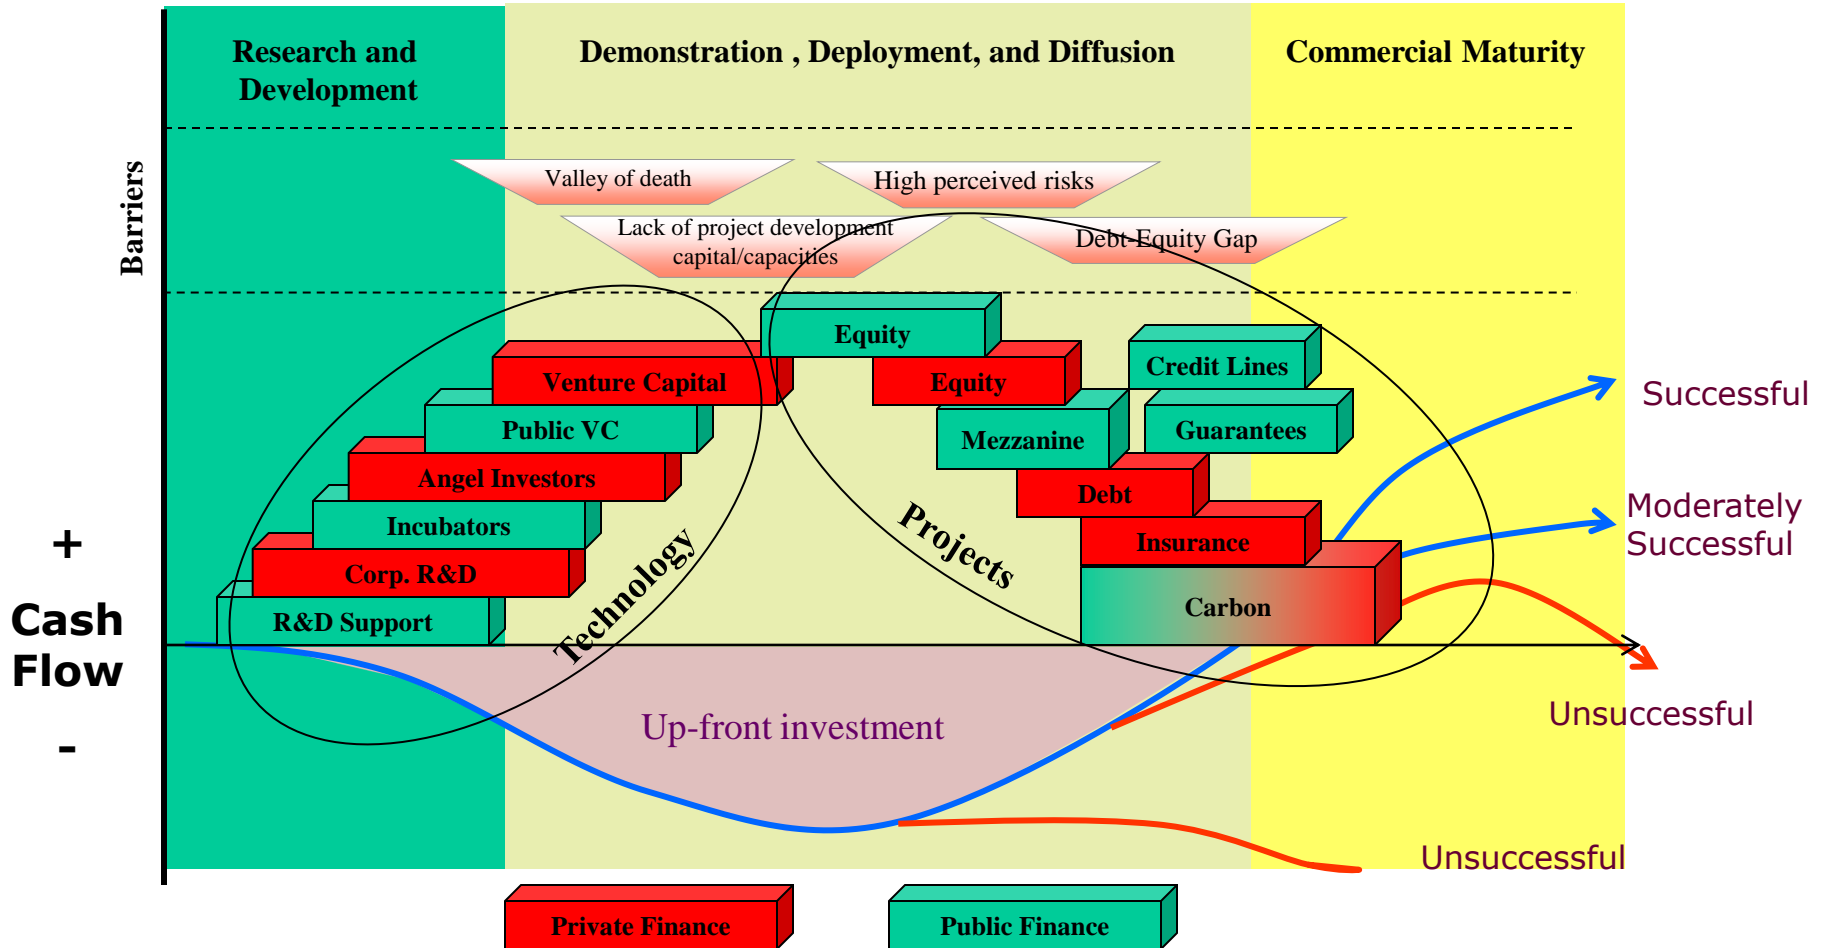 Research and
Development
Demonstration , Deployment, and Diffusion
Commercial Maturity
Barriers
Valley of death
High perceived risks
Lack of project development
capital/capacities
Debt-Equity Gap
Equity
Venture Capital
Equity
Credit Lines
Public VC
Mezzanine
Guarantees
Angel Investors
Debt
Incubators
Insurance
Corp. R&D
Carbon
R&D Support
Technology
Projects
Successful
Moderately
Successful
Unsuccessful
Unsuccessful
+
Cash
Flow
-
Up-front investment
Private Finance
Public Finance